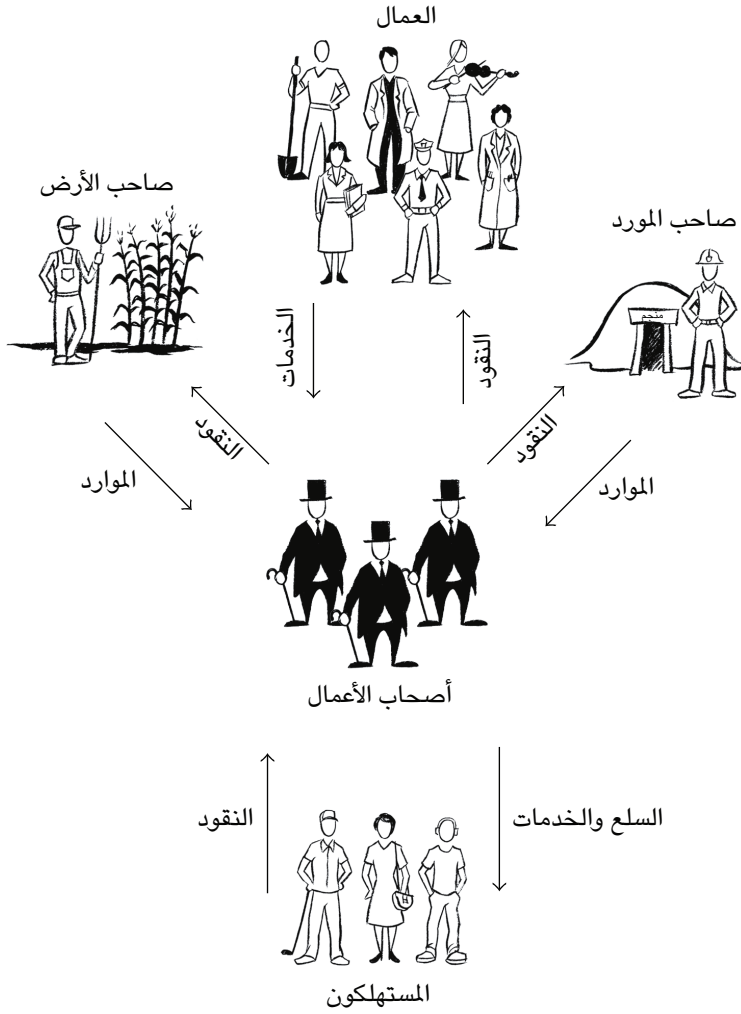 العمال
صاحب الأرض
صاحب المورد
منجم
الخدمات
النقود
النقود
النقود
الموارد
الموارد
أصحاب الأعمال
النقود
السلع والخدمات
المستهلكون